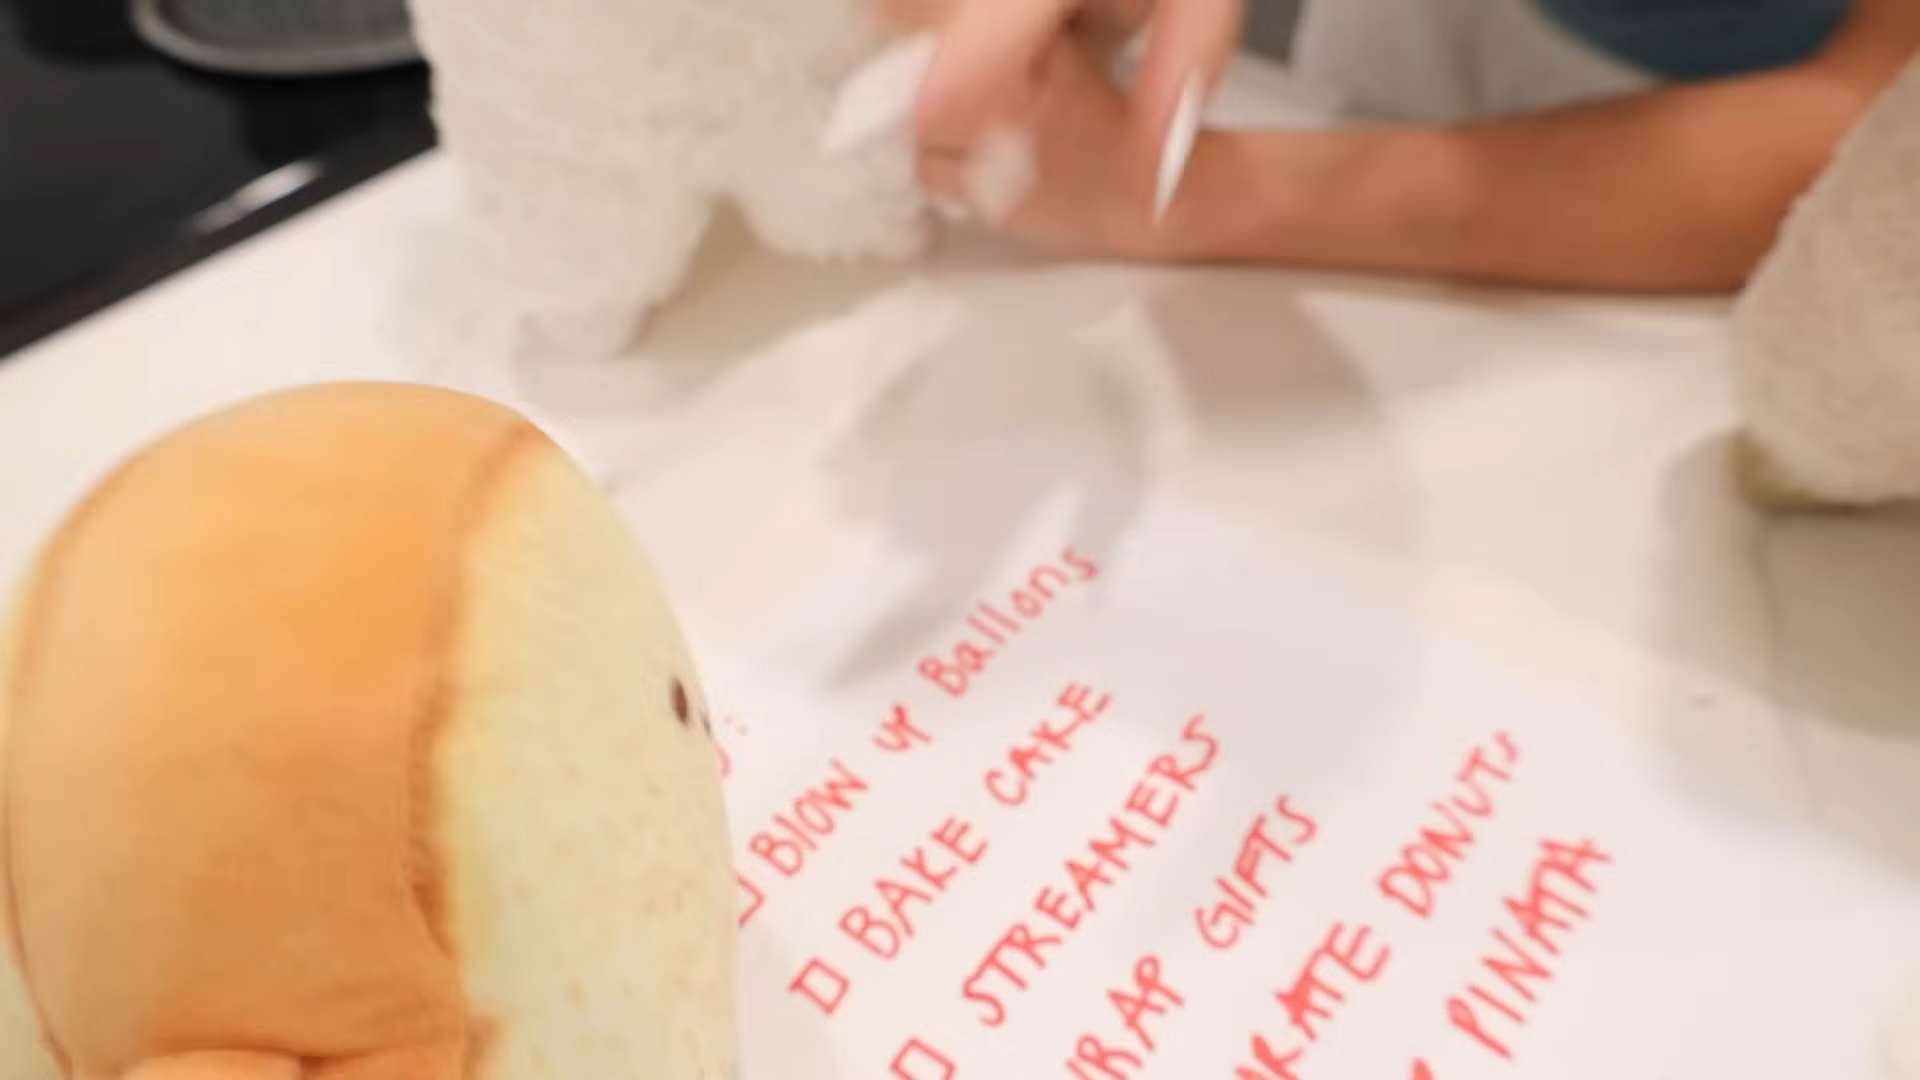 BlOW UP Ballons
BAKE CAKE
STREAMERS
GIFTS
DONUTS
PINATA